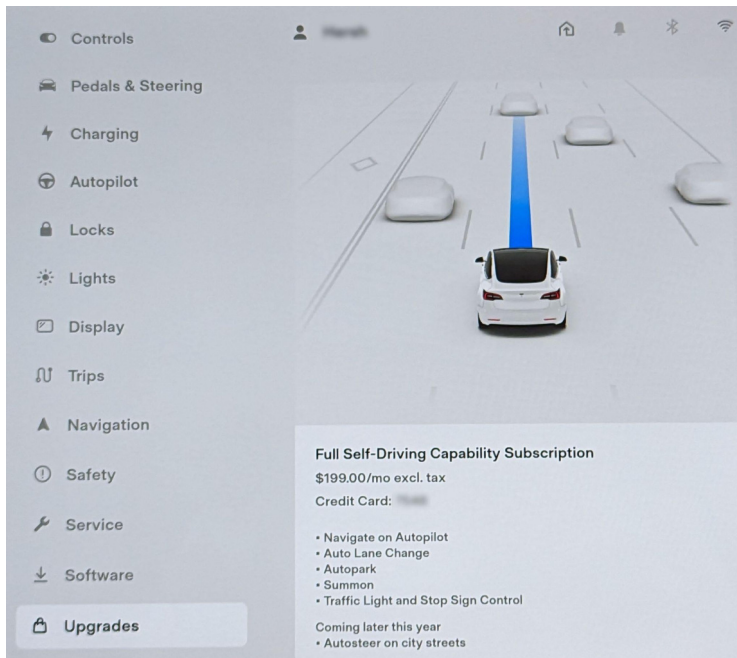 Controls
Pedals & Steering
Charging
Autopilot
Locks
Lights
Display
Trips
Navigation
Safety
Service
Software
Upgrades
Full Self-Driving Capability Subscription
$199.00/mo excl. tax
Credit Card:
• Navigate on Autopilot
• Auto Lane Change
• Autopark
• Summon
• Traffic Light and Stop Sign Control
Coming later this year
• Autosteer on city streets